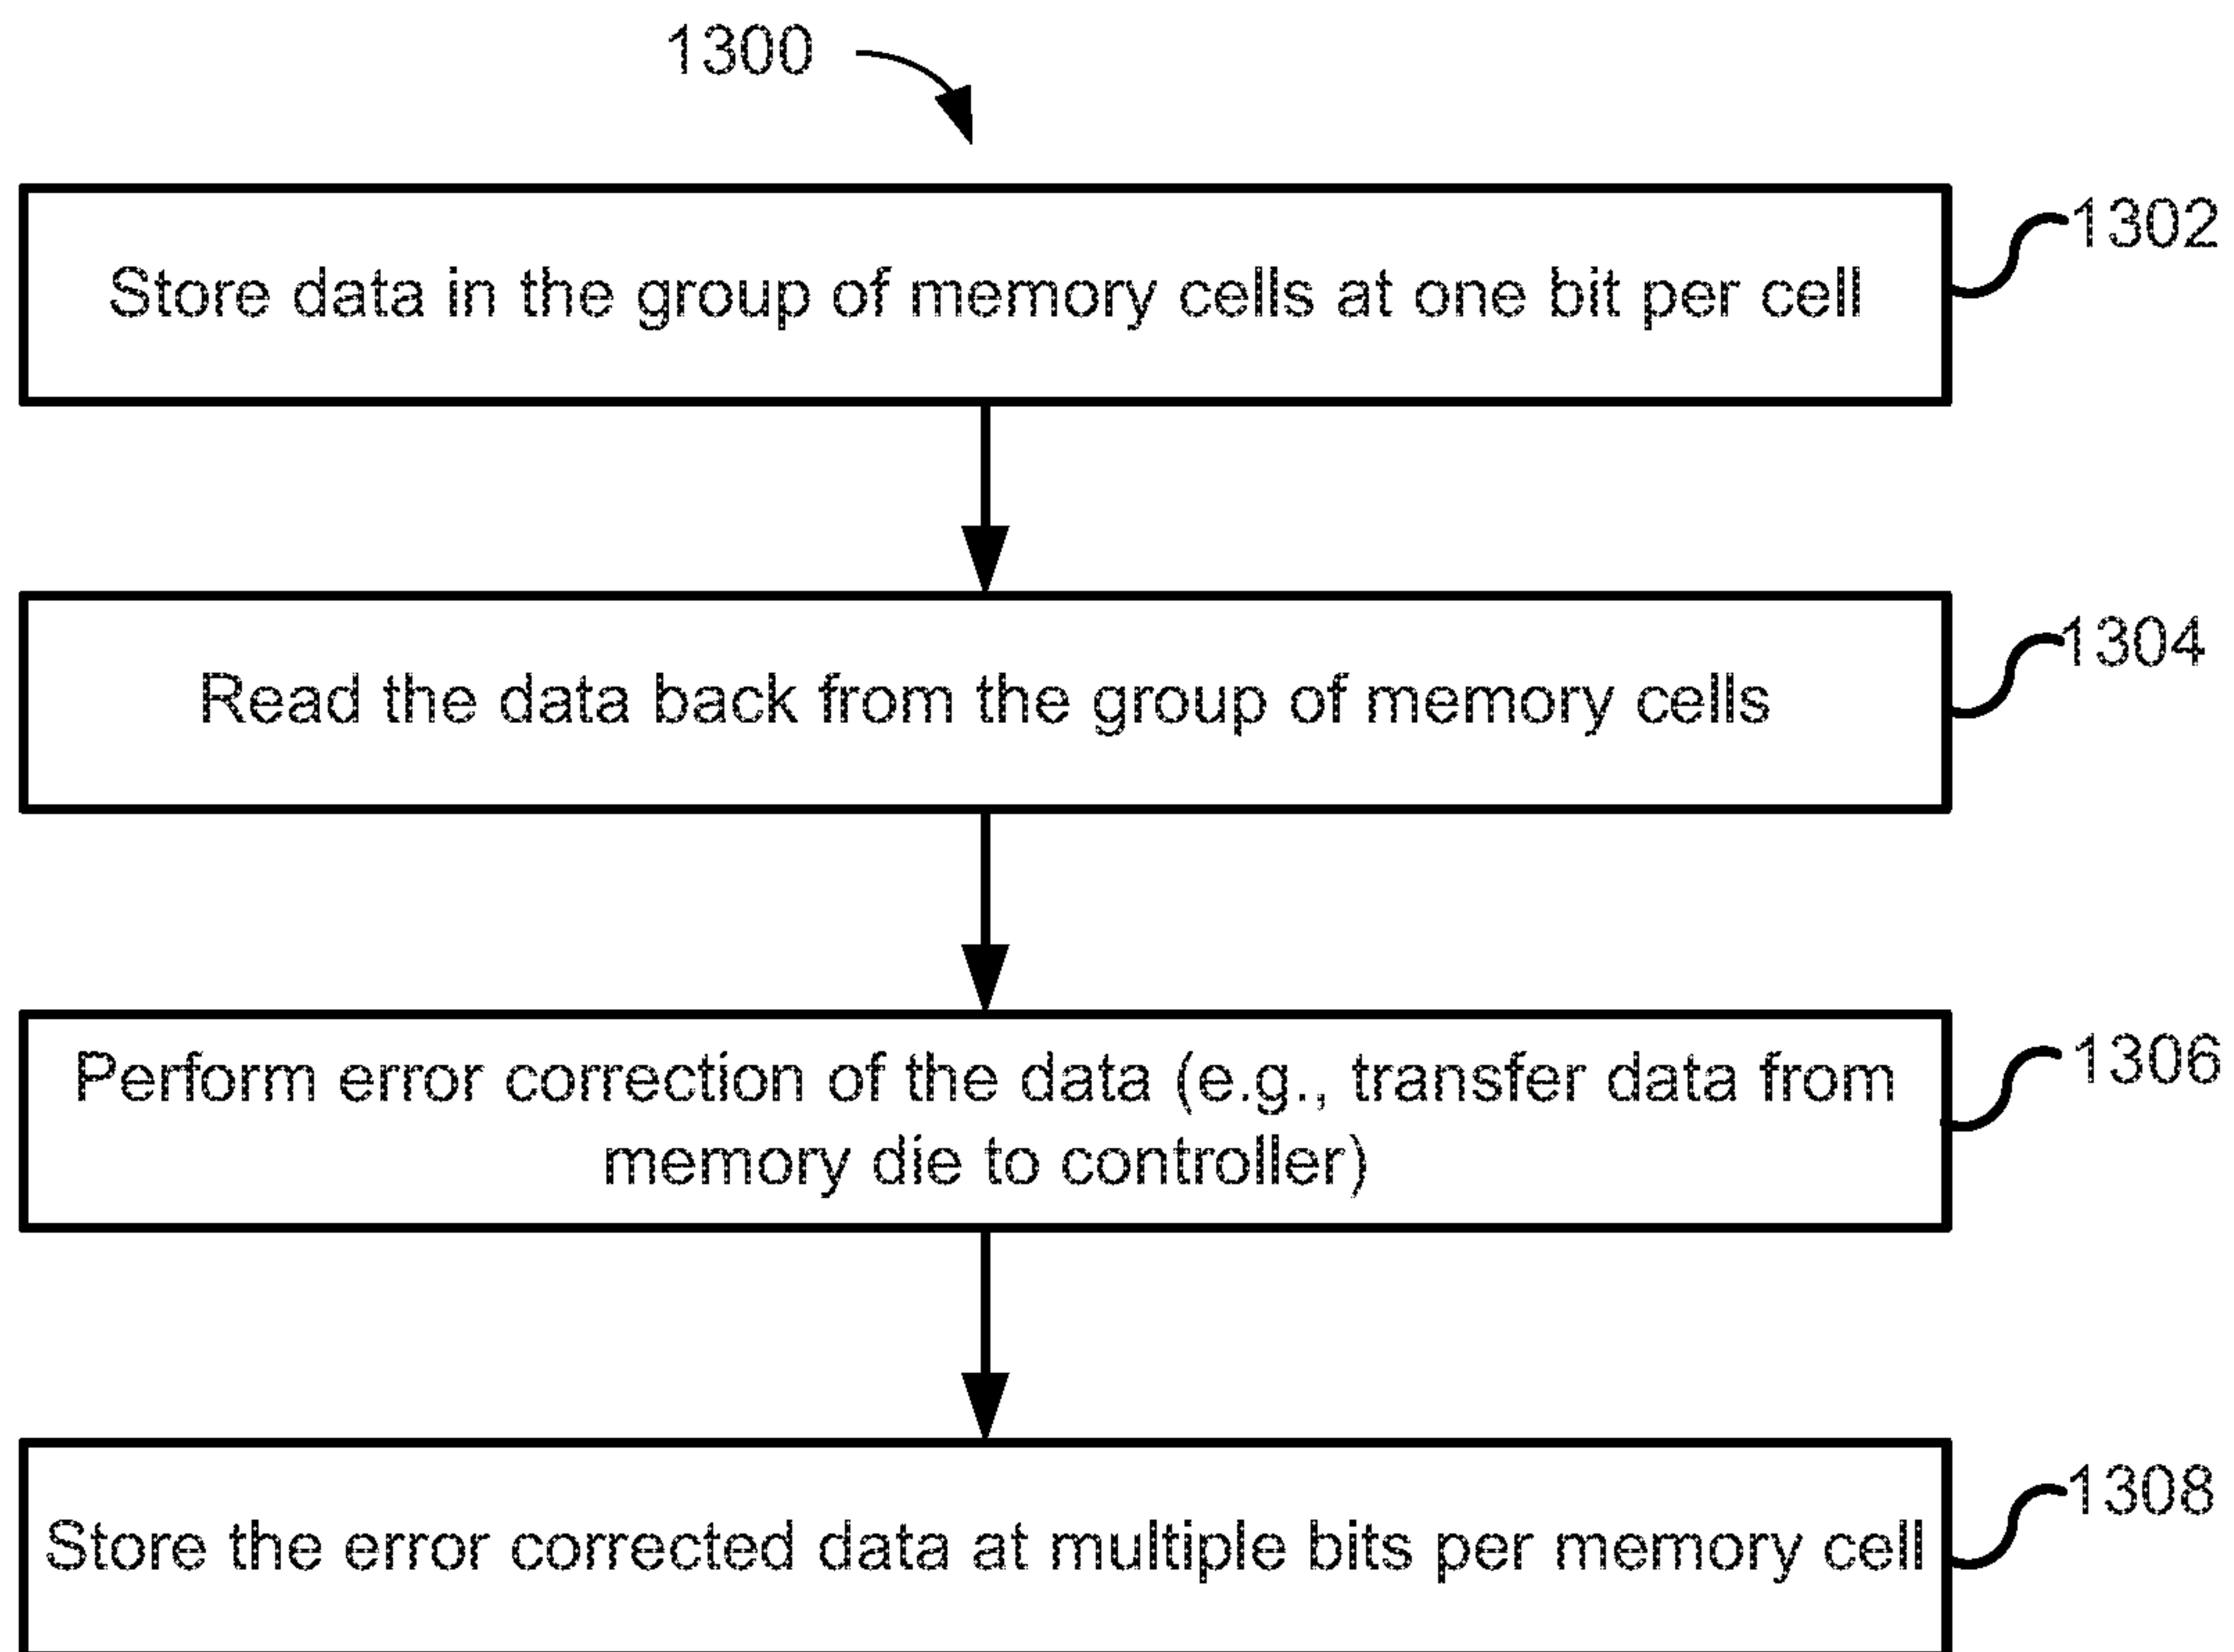 1300
1302
Store data in the group of memory cells at one bit per cell
1304
Read the data back from the group of memory cells
1306
Perform error correction of the data (e.g., transfer data from
memory die to controller)
1308
Store the error corrected data at multiple bits per memory cell